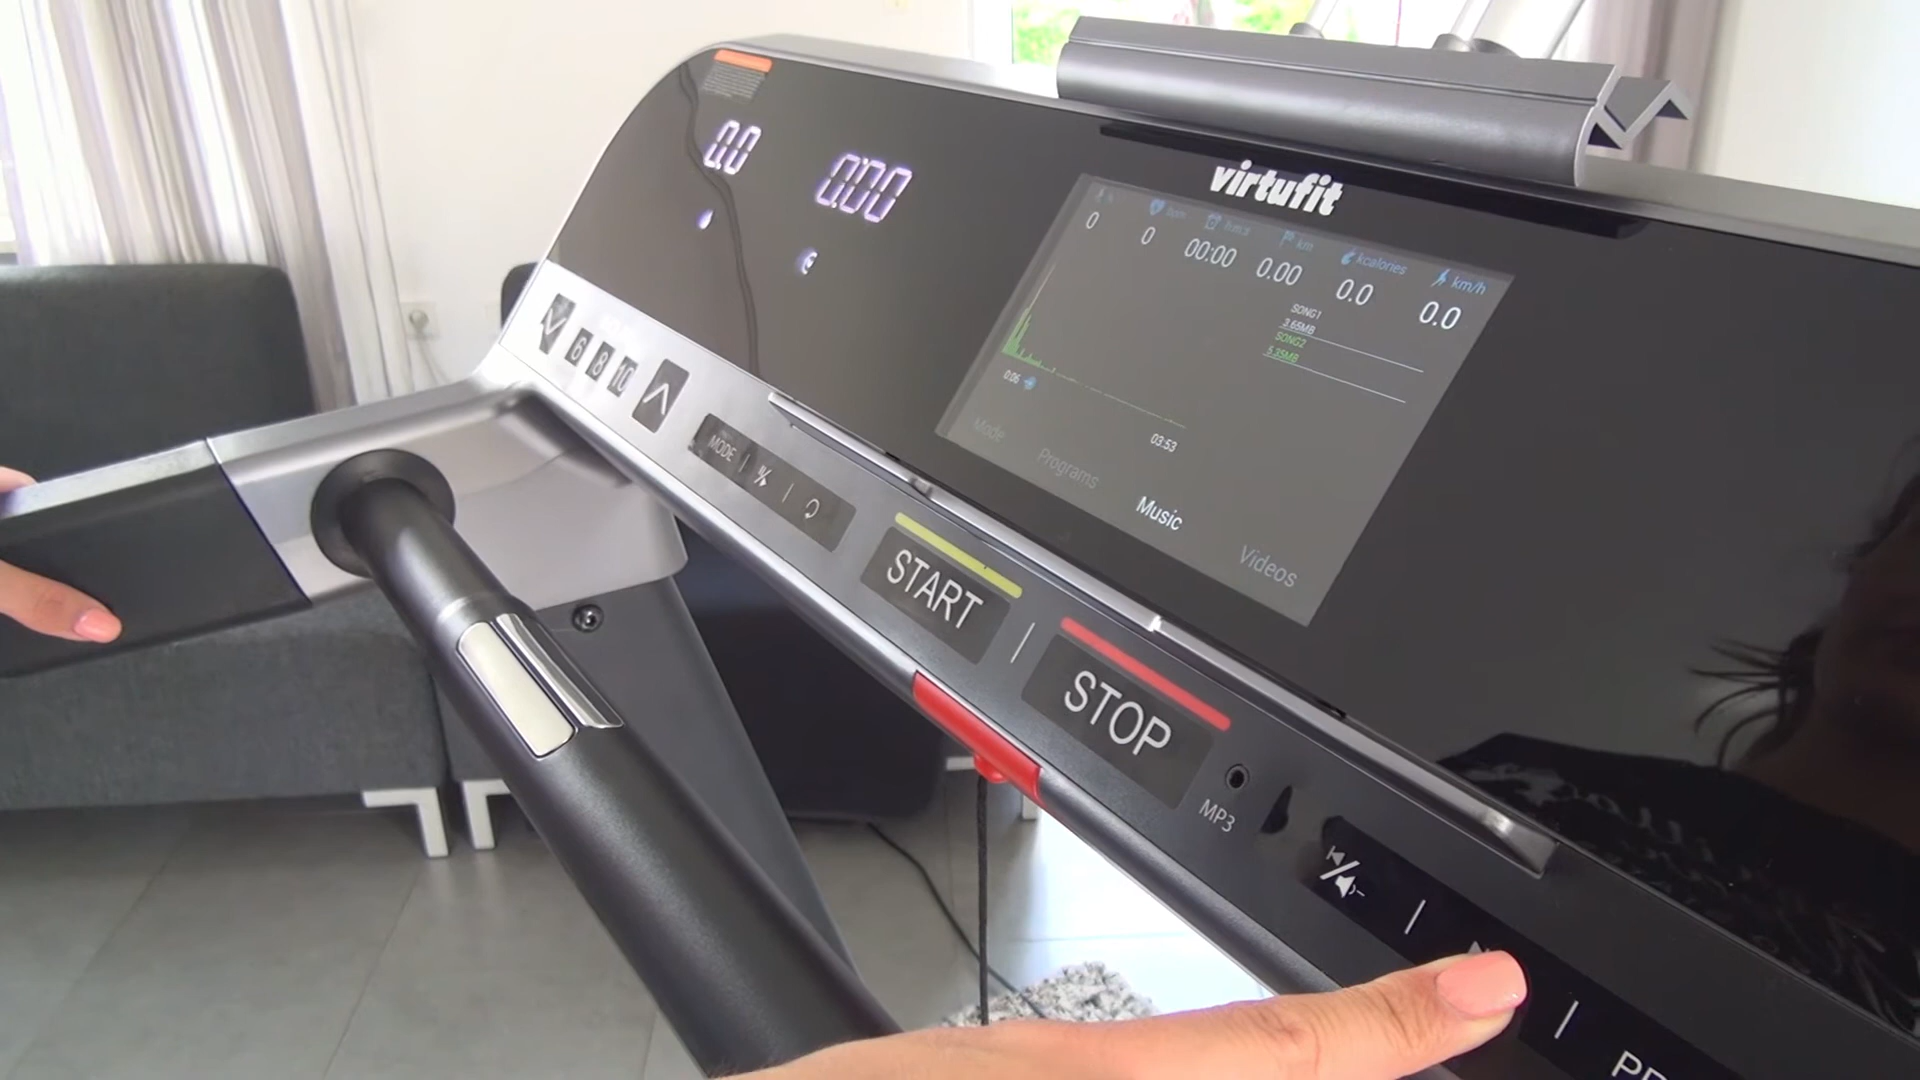 0.0
0:00
virtufit
bpm
h:m:s
km
kcalories
km/h
0
0
00:00
0.00
0.0
0.0
SONG1
3.65MB
SONG2
5.35MB
0:06
03:53
Mode
Programs
Music
Videos
6
8
10
MODE
START
STOP
MP3